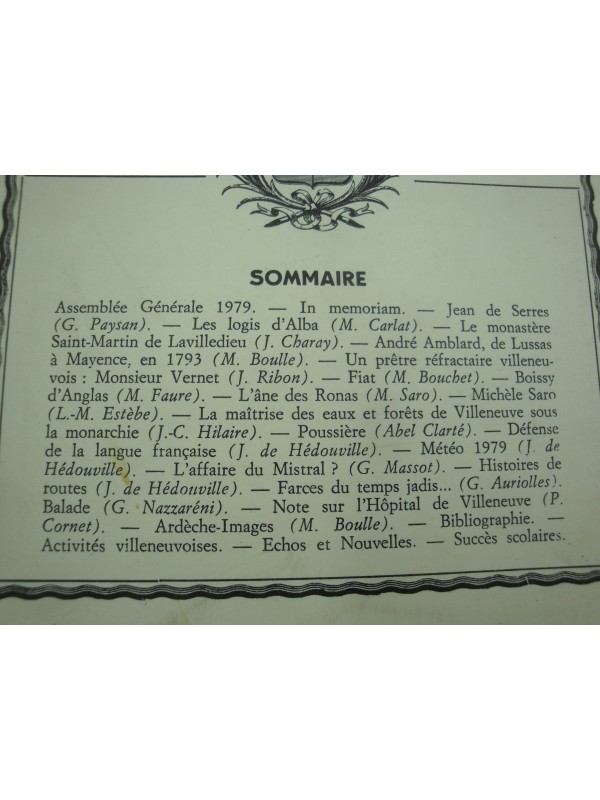 SOMMAIRE
Assemblée Générale 1979. — In memoriam. — Jean de Serres
(G. Paysan). — Les logis d'Alba (M. Carlat). — Le monastère
Saint-Martin de Lavilledieu (J. Charay). — André Amblard, de Lussas
à Mayence, en 1793 (M. Boulle). — Un prêtre réfractaire villeneu-
vois : Monsieur Vernet (J. Ribon). — Fiat (M. Bouchet). — Boissy
d'Anglas (M. Faure). — L'âne des Ronas (M. Saro). — Michèle Saro
(L.-M. Estèbe). — La maîtrise des eaux et forêts de Villeneuve sous
la monarchie (J.-C. Hilaire). — Poussière (Abel Clarté). — Défense
de la langue française (J. de Hédouville). — Météo 1979 (J. de
Hédouville). — L'affaire du Mistral ? (G. Massot). — Histoires de
routes (J. de Hédouville). — Farces du temps jadis... (G. Auriolles).
Balade (G. Nazzaréni). — Note sur l'Hôpital de Villeneuve (P.
Cornet). — Ardèche-Images (M. Boulle). — Bibliographie. —
Activités villeneuvoises. — Echos et Nouvelles. — Succès scolaires.